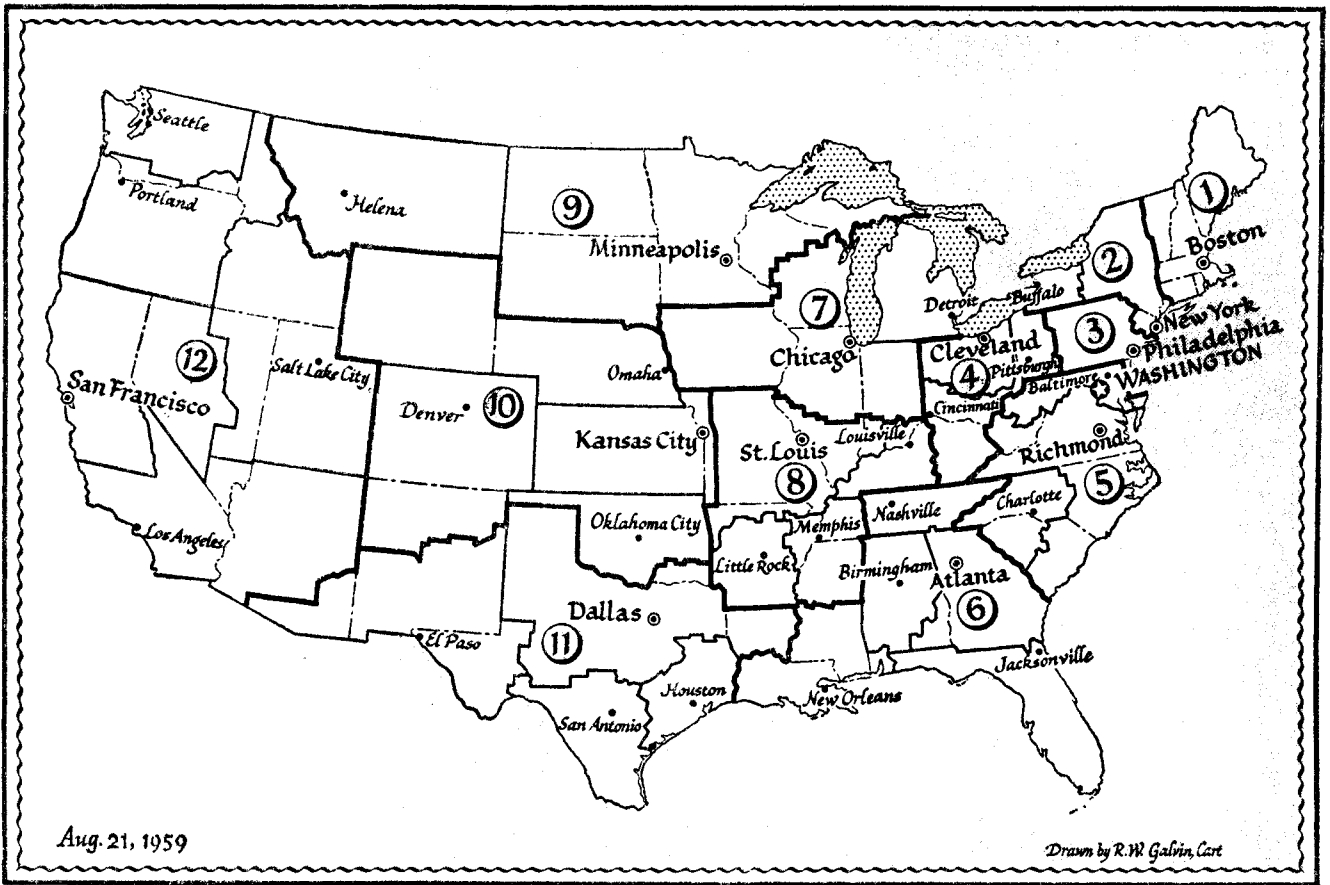 Seattle
Portland
Helena
9
Minneapolis
1
Boston
2
7
Detroit
Buffalo
New York
3
Philadelphia
Chicago
Cleveland
Pittsburgh
4
Baltimore
WASHINGTON
Cincinnati
12
Salt Lake City
San Francisco
Omaha
Denver
10
Kansas City
St. Louis
Louisville
Richmond
8
5
Los Angeles
Oklahoma City
Memphis
Nashville
Charlotte
Little Rock
Birmingham
Atlanta
6
Dallas
11
El Paso
Houston
Jacksonville
San Antonio
New Orleans
Aug. 21, 1959
Drawn by R.W. Galvin, Cart